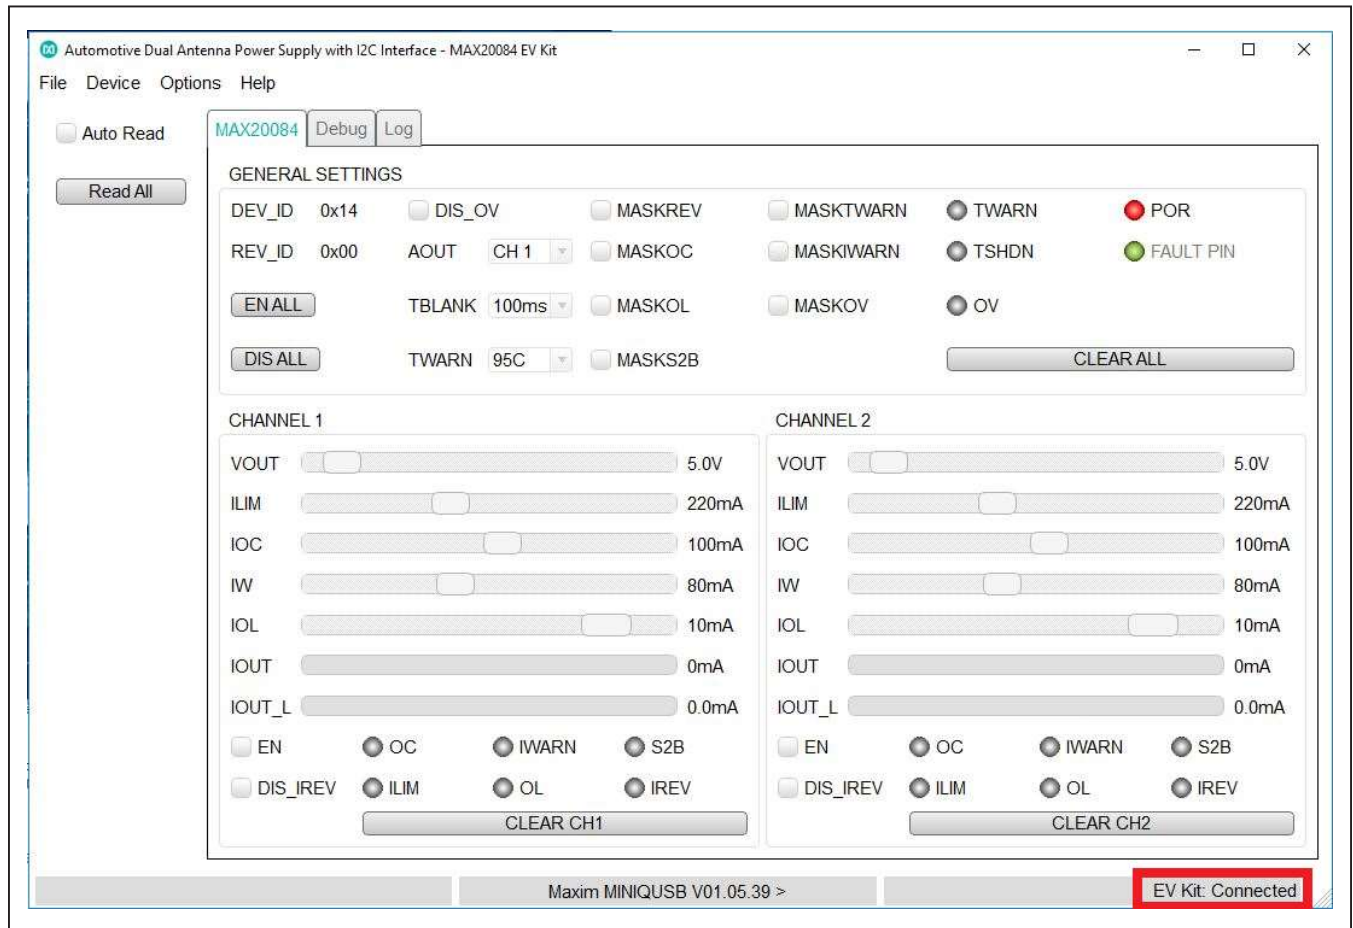 Automotive Dual Antenna Power Supply with I2C Interface - MAX20084 EV Kit
File Device Options Help
Auto Read
Read All
MAX20084 Debug Log
GENERAL SETTINGS
DEV_ID 0x14 DIS_OV MASKREV MASKTWARN TWARN POR
REV_ID 0x00 AOUT CH 1 MASKOC MASKIWARN TSHDN FAULT PIN
EN ALL TBLANK 100ms MASKOL MASKOV OV
DIS ALL TWARN 95C MASKS2B CLEAR ALL
CHANNEL 1
VOUT 5.0V
ILIM 220mA
IOC 100mA
IW 80mA
IOL 10mA
IOUT 0mA
IOUT_L 0.0mA
EN OC IWARN S2B
DIS_IREV ILIM OL IREV
CLEAR CH1
CHANNEL 2
VOUT 5.0V
ILIM 220mA
IOC 100mA
IW 80mA
IOL 10mA
IOUT 0mA
IOUT_L 0.0mA
EN OC IWARN S2B
DIS_IREV ILIM OL IREV
CLEAR CH2
Maxim MINIQUSB V01.05.39 >
EV Kit: Connected